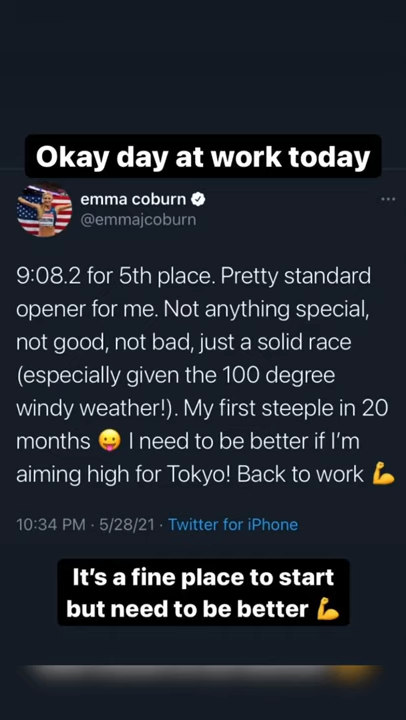 Okay day at work today
emma coburn
@emmajcoburn
9:08.2 for 5th place. Pretty standard
opener for me. Not anything special,
not good, not bad, just a solid race
(especially given the 100 degree
windy weather!). My first steeple in 20
months 😛 I need to be better if I'm
aiming high for Tokyo! Back to work 💪
10:34 PM · 5/28/21 · Twitter for iPhone
It's a fine place to start
but need to be better 💪